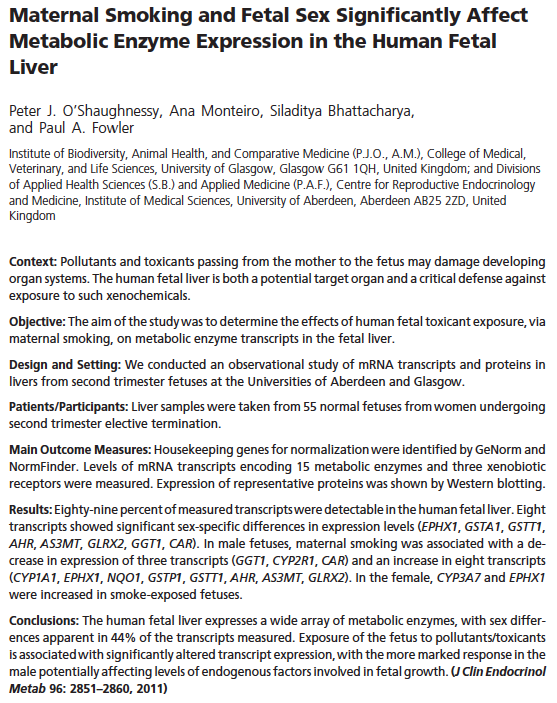 Maternal Smoking and Fetal Sex Significantly Affect
Metabolic Enzyme Expression in the Human Fetal
Liver
Peter J. O'Shaughnessy, Ana Monteiro, Siladitya Bhattacharya,
and Paul A. Fowler
Institute of Biodiversity, Animal Health, and Comparative Medicine (P.J.O., A.M.), College of Medical,
Veterinary, and Life Sciences, University of Glasgow, Glasgow G61 1QH, United Kingdom; and Divisions
of Applied Health Sciences (S.B.) and Applied Medicine (P.A.F.), Centre for Reproductive Endocrinology
and Medicine, Institute of Medical Sciences, University of Aberdeen, Aberdeen AB25 2ZD, United
Kingdom
Context: Pollutants and toxicants passing from the mother to the fetus may damage developing
organ systems. The human fetal liver is both a potential target organ and a critical defense against
exposure to such xenochemicals.
Objective: The aim of the study was to determine the effects of human fetal toxicant exposure, via
maternal smoking, on metabolic enzyme transcripts in the fetal liver.
Design and Setting: We conducted an observational study of mRNA transcripts and proteins in
livers from second trimester fetuses at the Universities of Aberdeen and Glasgow.
Patients/Participants: Liver samples were taken from 55 normal fetuses from women undergoing
second trimester elective termination.
Main Outcome Measures: Housekeeping genes for normalization were identified by GeNorm and
NormFinder. Levels of mRNA transcripts encoding 15 metabolic enzymes and three xenobiotic
receptors were measured. Expression of representative proteins was shown by Western blotting.
Results: Eighty-nine percent of measured transcripts were detectable in the human fetal liver. Eight
transcripts showed significant sex-specific differences in expression levels (EPHX1, GSTA1, GSTT1,
AHR, AS3MT, GLRX2, GGT1, CAR). In male fetuses, maternal smoking was associated with a de-
crease in expression of three transcripts (GGT1, CYP2R1, CAR) and an increase in eight transcripts
(CYP1A1, EPHX1, NQO1, GSTP1, GSTT1, AHR, AS3MT, GLRX2). In the female, CYP3A7 and EPHX1
were increased in smoke-exposed fetuses.
Conclusions: The human fetal liver expresses a wide array of metabolic enzymes, with sex differ-
ences apparent in 44% of the transcripts measured. Exposure of the fetus to pollutants/toxicants
is associated with significantly altered transcript expression, with the more marked response in the
male potentially affecting levels of endogenous factors involved in fetal growth. (J Clin Endocrinol
Metab 96: 2851–2860, 2011)